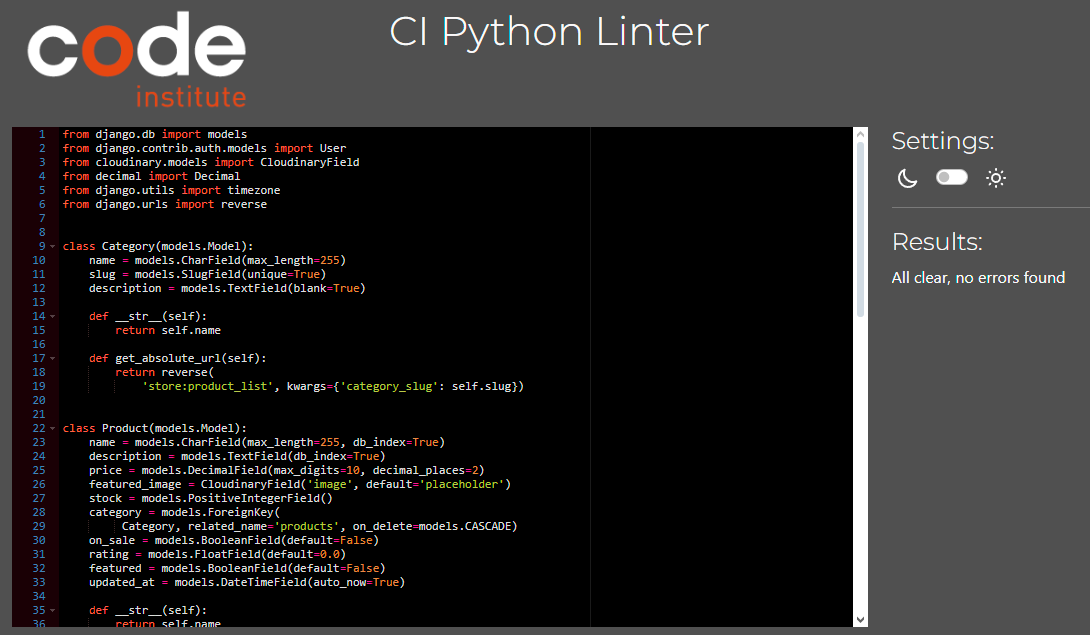 code
institute
CI Python Linter
1 from django.db import models
2 from django.contrib.auth.models import User
3 from cloudinary.models import CloudinaryField
4 from decimal import Decimal
5 from django.utils import timezone
6 from django.urls import reverse
7
8
9 class Category(models.Model):
10     name = models.CharField(max_length=255)
11     slug = models.SlugField(unique=True)
12     description = models.TextField(blank=True)
13
14     def __str__(self):
15         return self.name
16
17     def get_absolute_url(self):
18         return reverse(
19             'store:product_list', kwargs={'category_slug': self.slug})
20
21
22 class Product(models.Model):
23     name = models.CharField(max_length=255, db_index=True)
24     description = models.TextField(db_index=True)
25     price = models.DecimalField(max_digits=10, decimal_places=2)
26     featured_image = CloudinaryField('image', default='placeholder')
27     stock = models.PositiveIntegerField()
28     category = models.ForeignKey(
29         Category, related_name='products', on_delete=models.CASCADE)
30     on_sale = models.BooleanField(default=False)
31     rating = models.FloatField(default=0.0)
32     featured = models.BooleanField(default=False)
33     updated_at = models.DateTimeField(auto_now=True)
34
35     def __str__(self):
36         return self.name
Settings:
Results:
All clear, no errors found